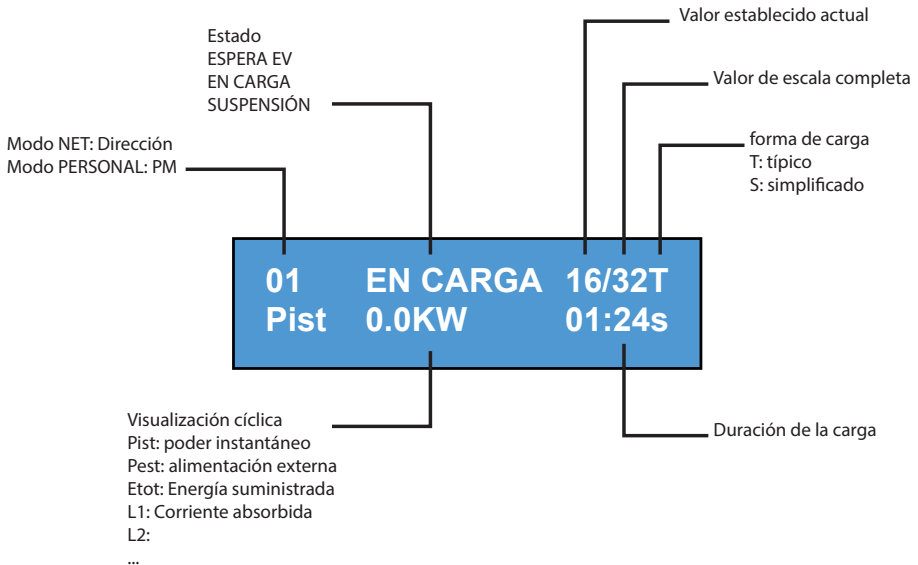 Valor establecido actual
Estado
ESPERA EV
EN CARGA
SUSPENSIÓN
Valor de escala completa
Modo NET: Dirección
Modo PERSONAL: PM
forma de carga
T: típico
S: simplificado
01 EN CARGA 16/32T
Pist 0.0KW 01:24s
Visualización cíclica
Pist: poder instantáneo
Pest: alimentación externa
Etot: Energía suministrada
L1: Corriente absorbida
L2:
...
Duración de la carga